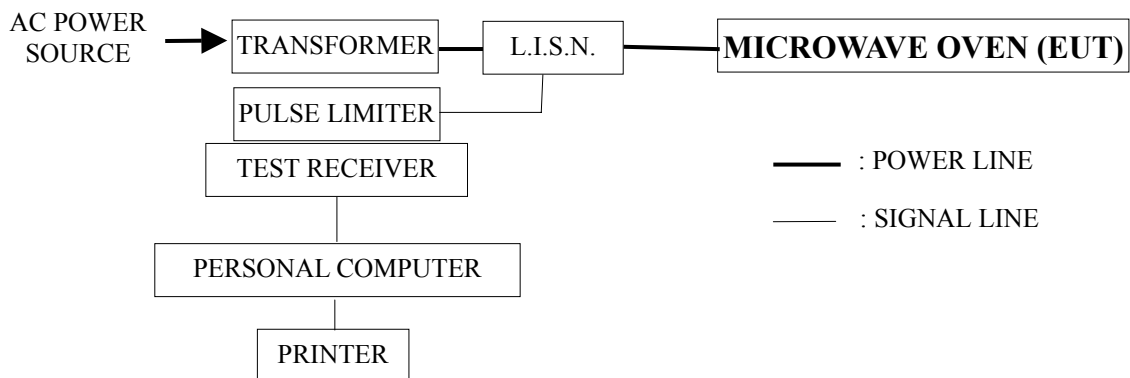 AC POWER
SOURCE
TRANSFORMER
L.I.S.N.
MICROWAVE OVEN (EUT)
PULSE LIMITER
TEST RECEIVER
: POWER LINE
: SIGNAL LINE
PERSONAL COMPUTER
PRINTER